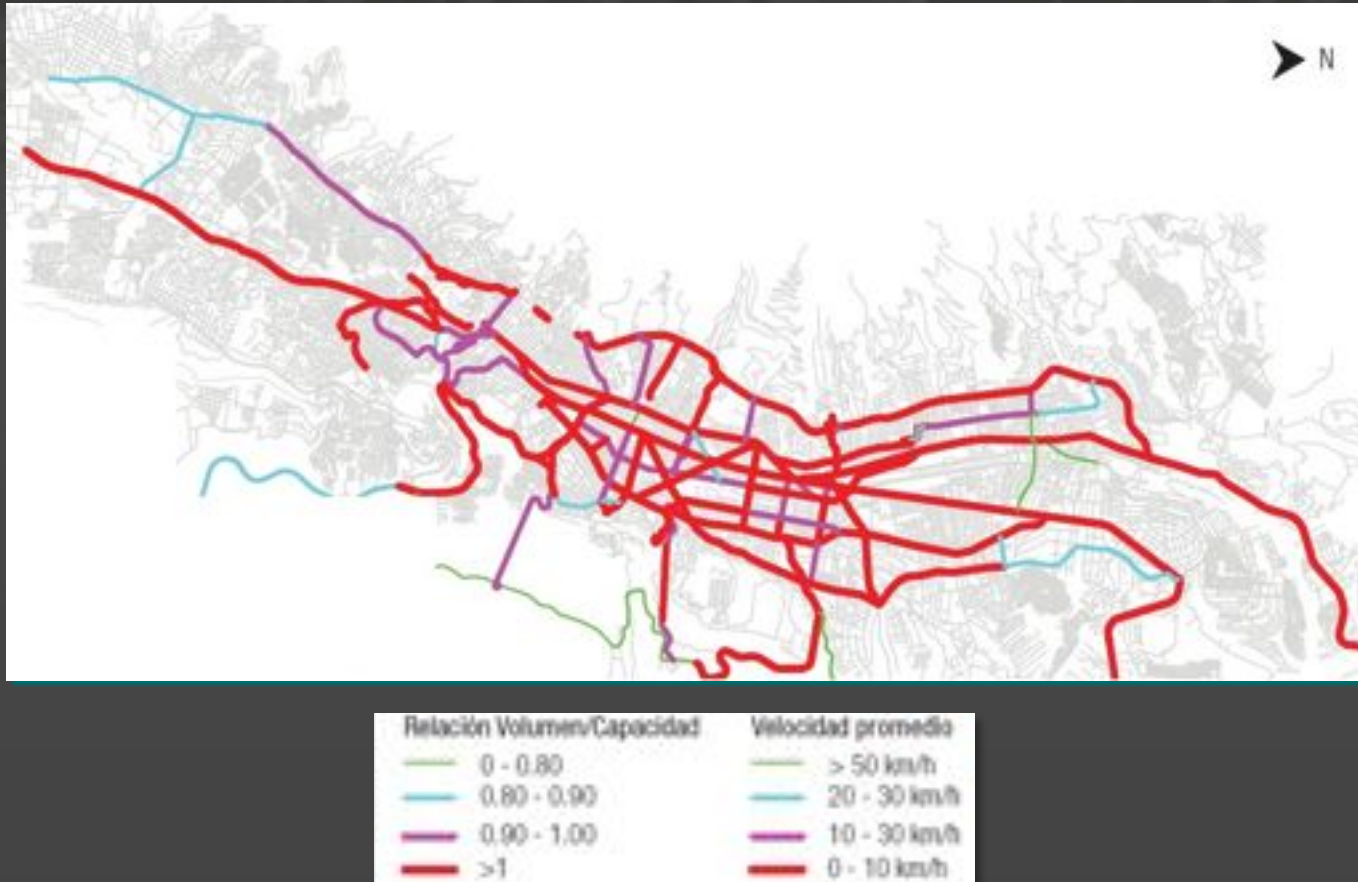 N
Relación Volumen/Capacidad
0 - 0.80
0.80 - 0.90
0.90 - 1.00
>1
Velocidad promedio
> 50 km/h
20 - 30 km/h
10 - 30 km/h
0 - 10 km/h